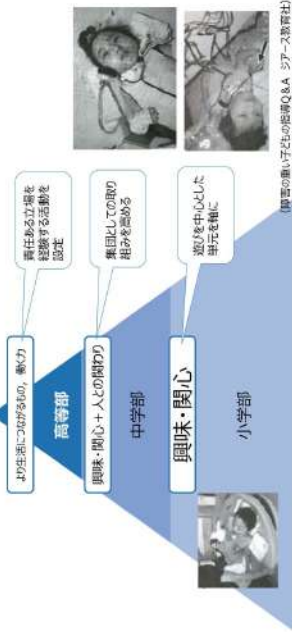 より生活につながるもの，働く力
責任ある立場を
経験する活動を
設定
高等部
興味・関心＋人との関わり
集団としての取り
組みを高める
中学部
興味・関心
遊びを中心とした
単元を軸に
小学部
(障害の重い子どもの指導Q＆A　ジアース教育社)